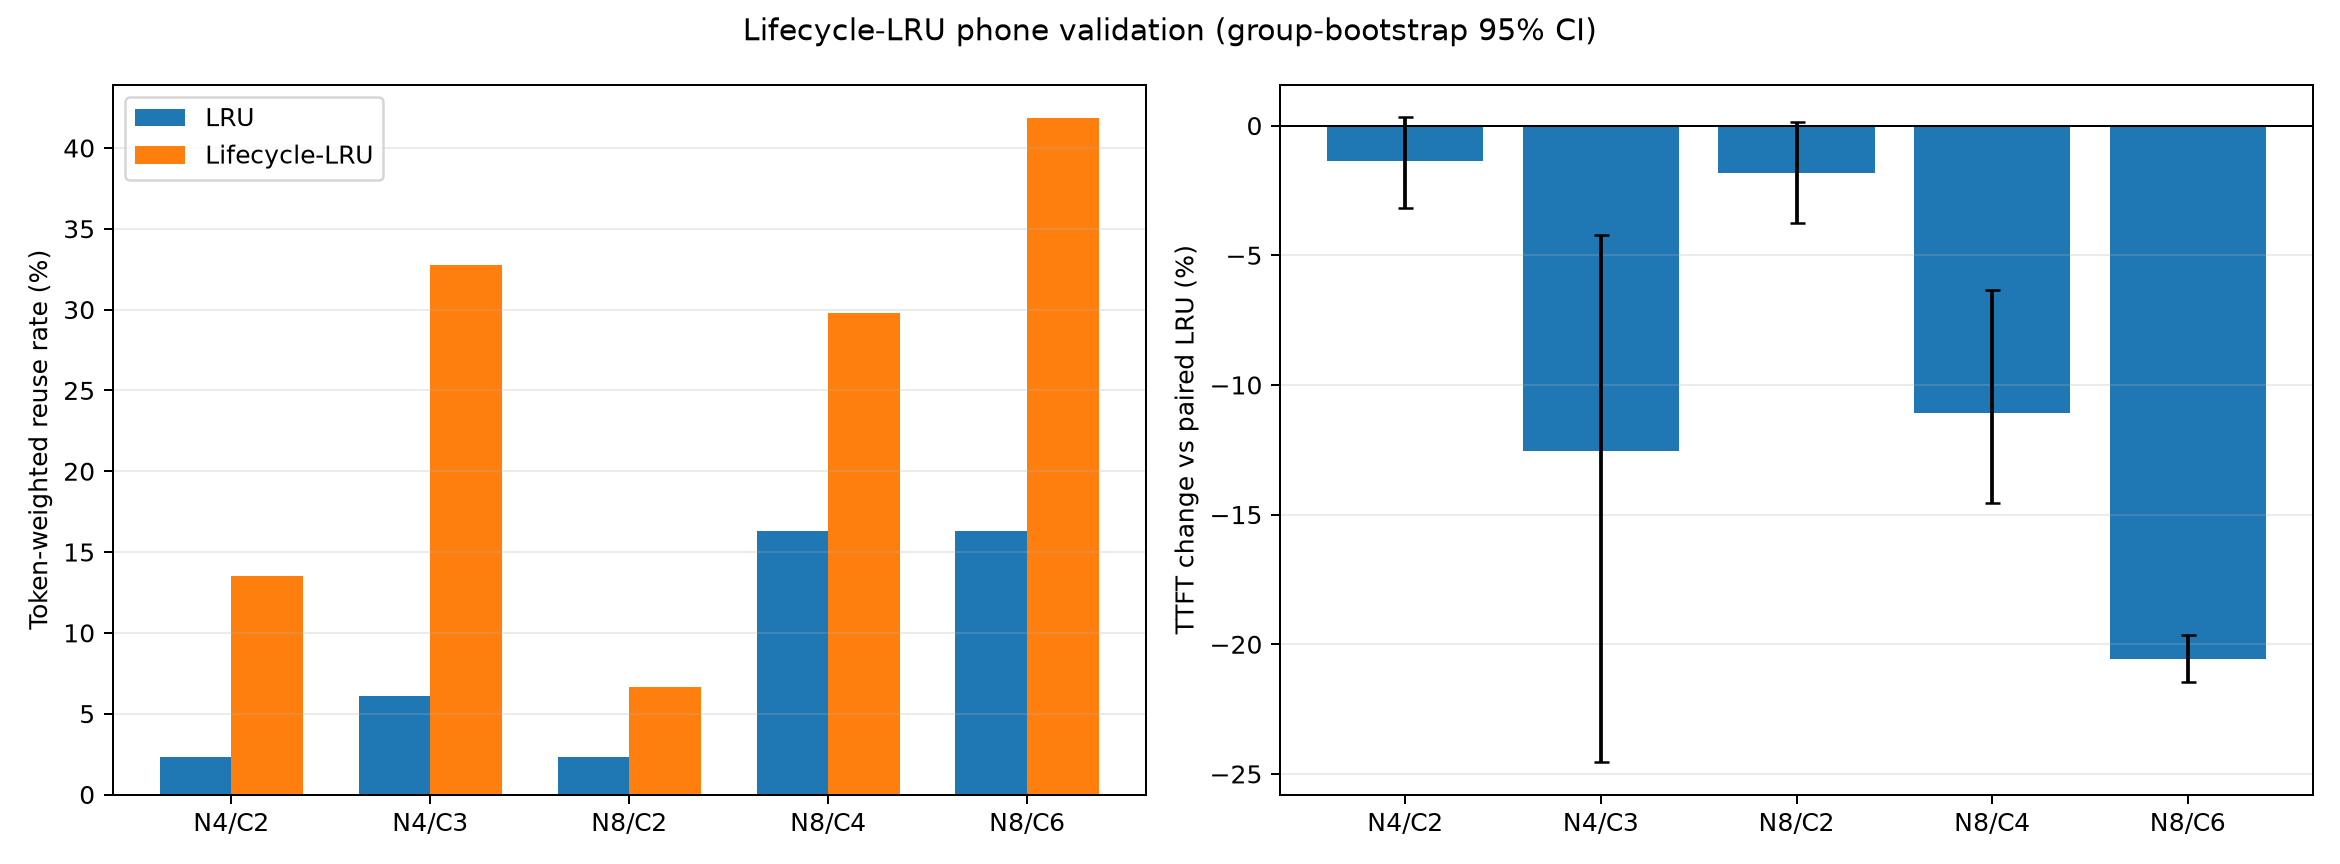 Lifecycle-LRU phone validation (group-bootstrap 95% CI)
Token-weighted reuse rate (%)
40
35
30
25
20
15
10
5
0
LRU
Lifecycle-LRU
N4/C2 N4/C3 N8/C2 N8/C4 N8/C6
TTFT change vs paired LRU (%)
0
−5
−10
−15
−20
−25
N4/C2 N4/C3 N8/C2 N8/C4 N8/C6